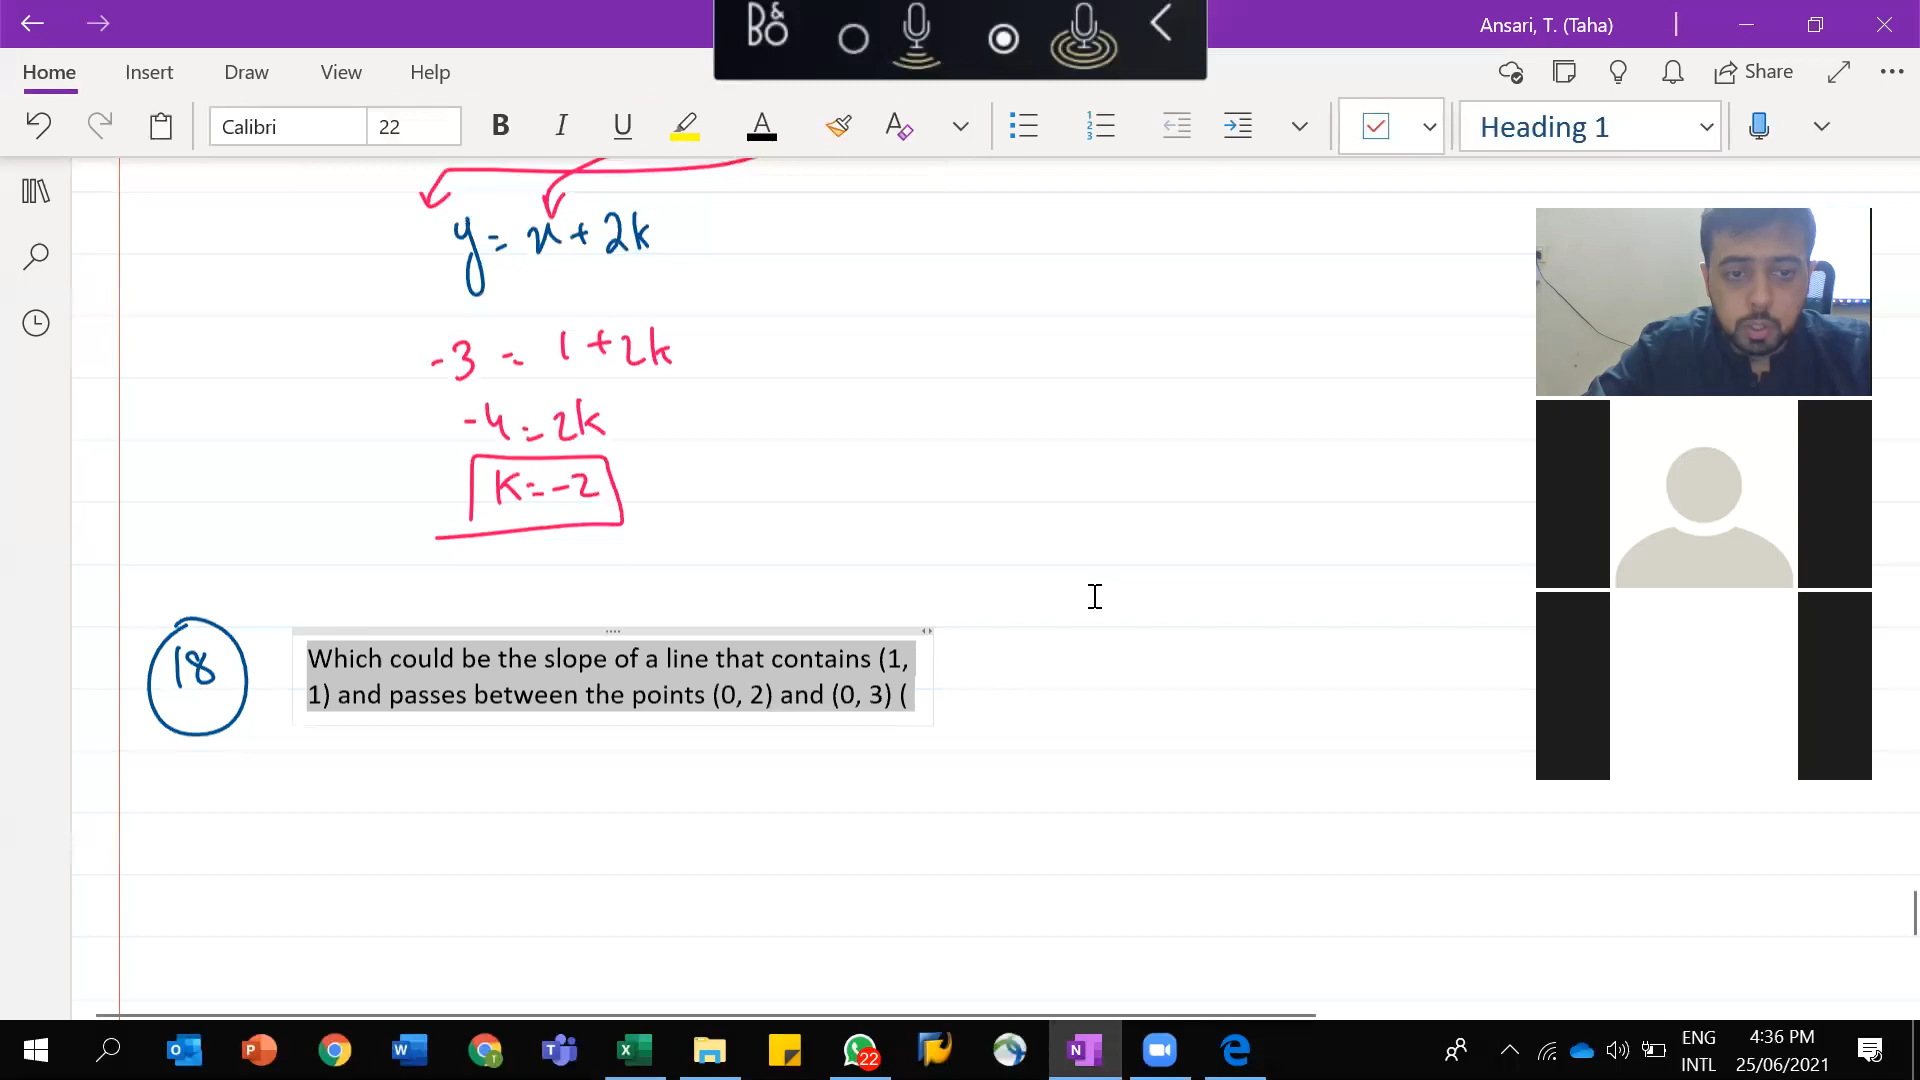 B&O
Ansari, T. (Taha)
Home Insert Draw View Help
Share
Calibri 22 B I U A A Heading 1
y = x + 2k
-3 = 1 + 2k
-4 = 2k
k = -2
18
Which could be the slope of a line that contains (1,
1) and passes between the points (0, 2) and (0, 3) (
ENG
INTL
4:36 PM
25/06/2021
22